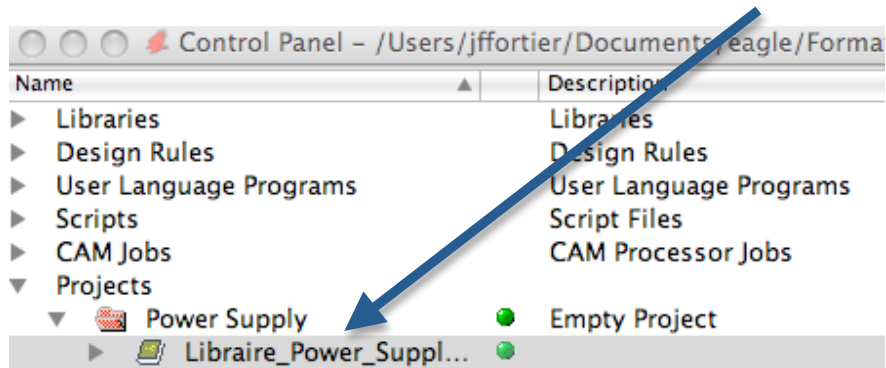 Control Panel – /Users/jffortier/Documents/eagle/Forma
Name Description
Libraries Libraries
Design Rules Design Rules
User Language Programs User Language Programs
Scripts Script Files
CAM Jobs CAM Processor Jobs
Projects
Power Supply Empty Project
Libraire_Power_Suppl...